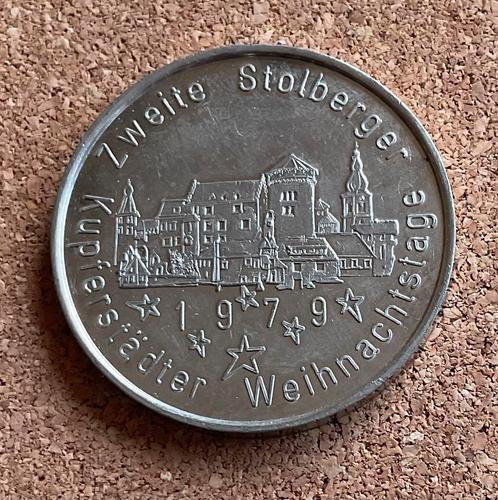 Zweite Stolberger
Kupferstädter Weihnachtstage
1979